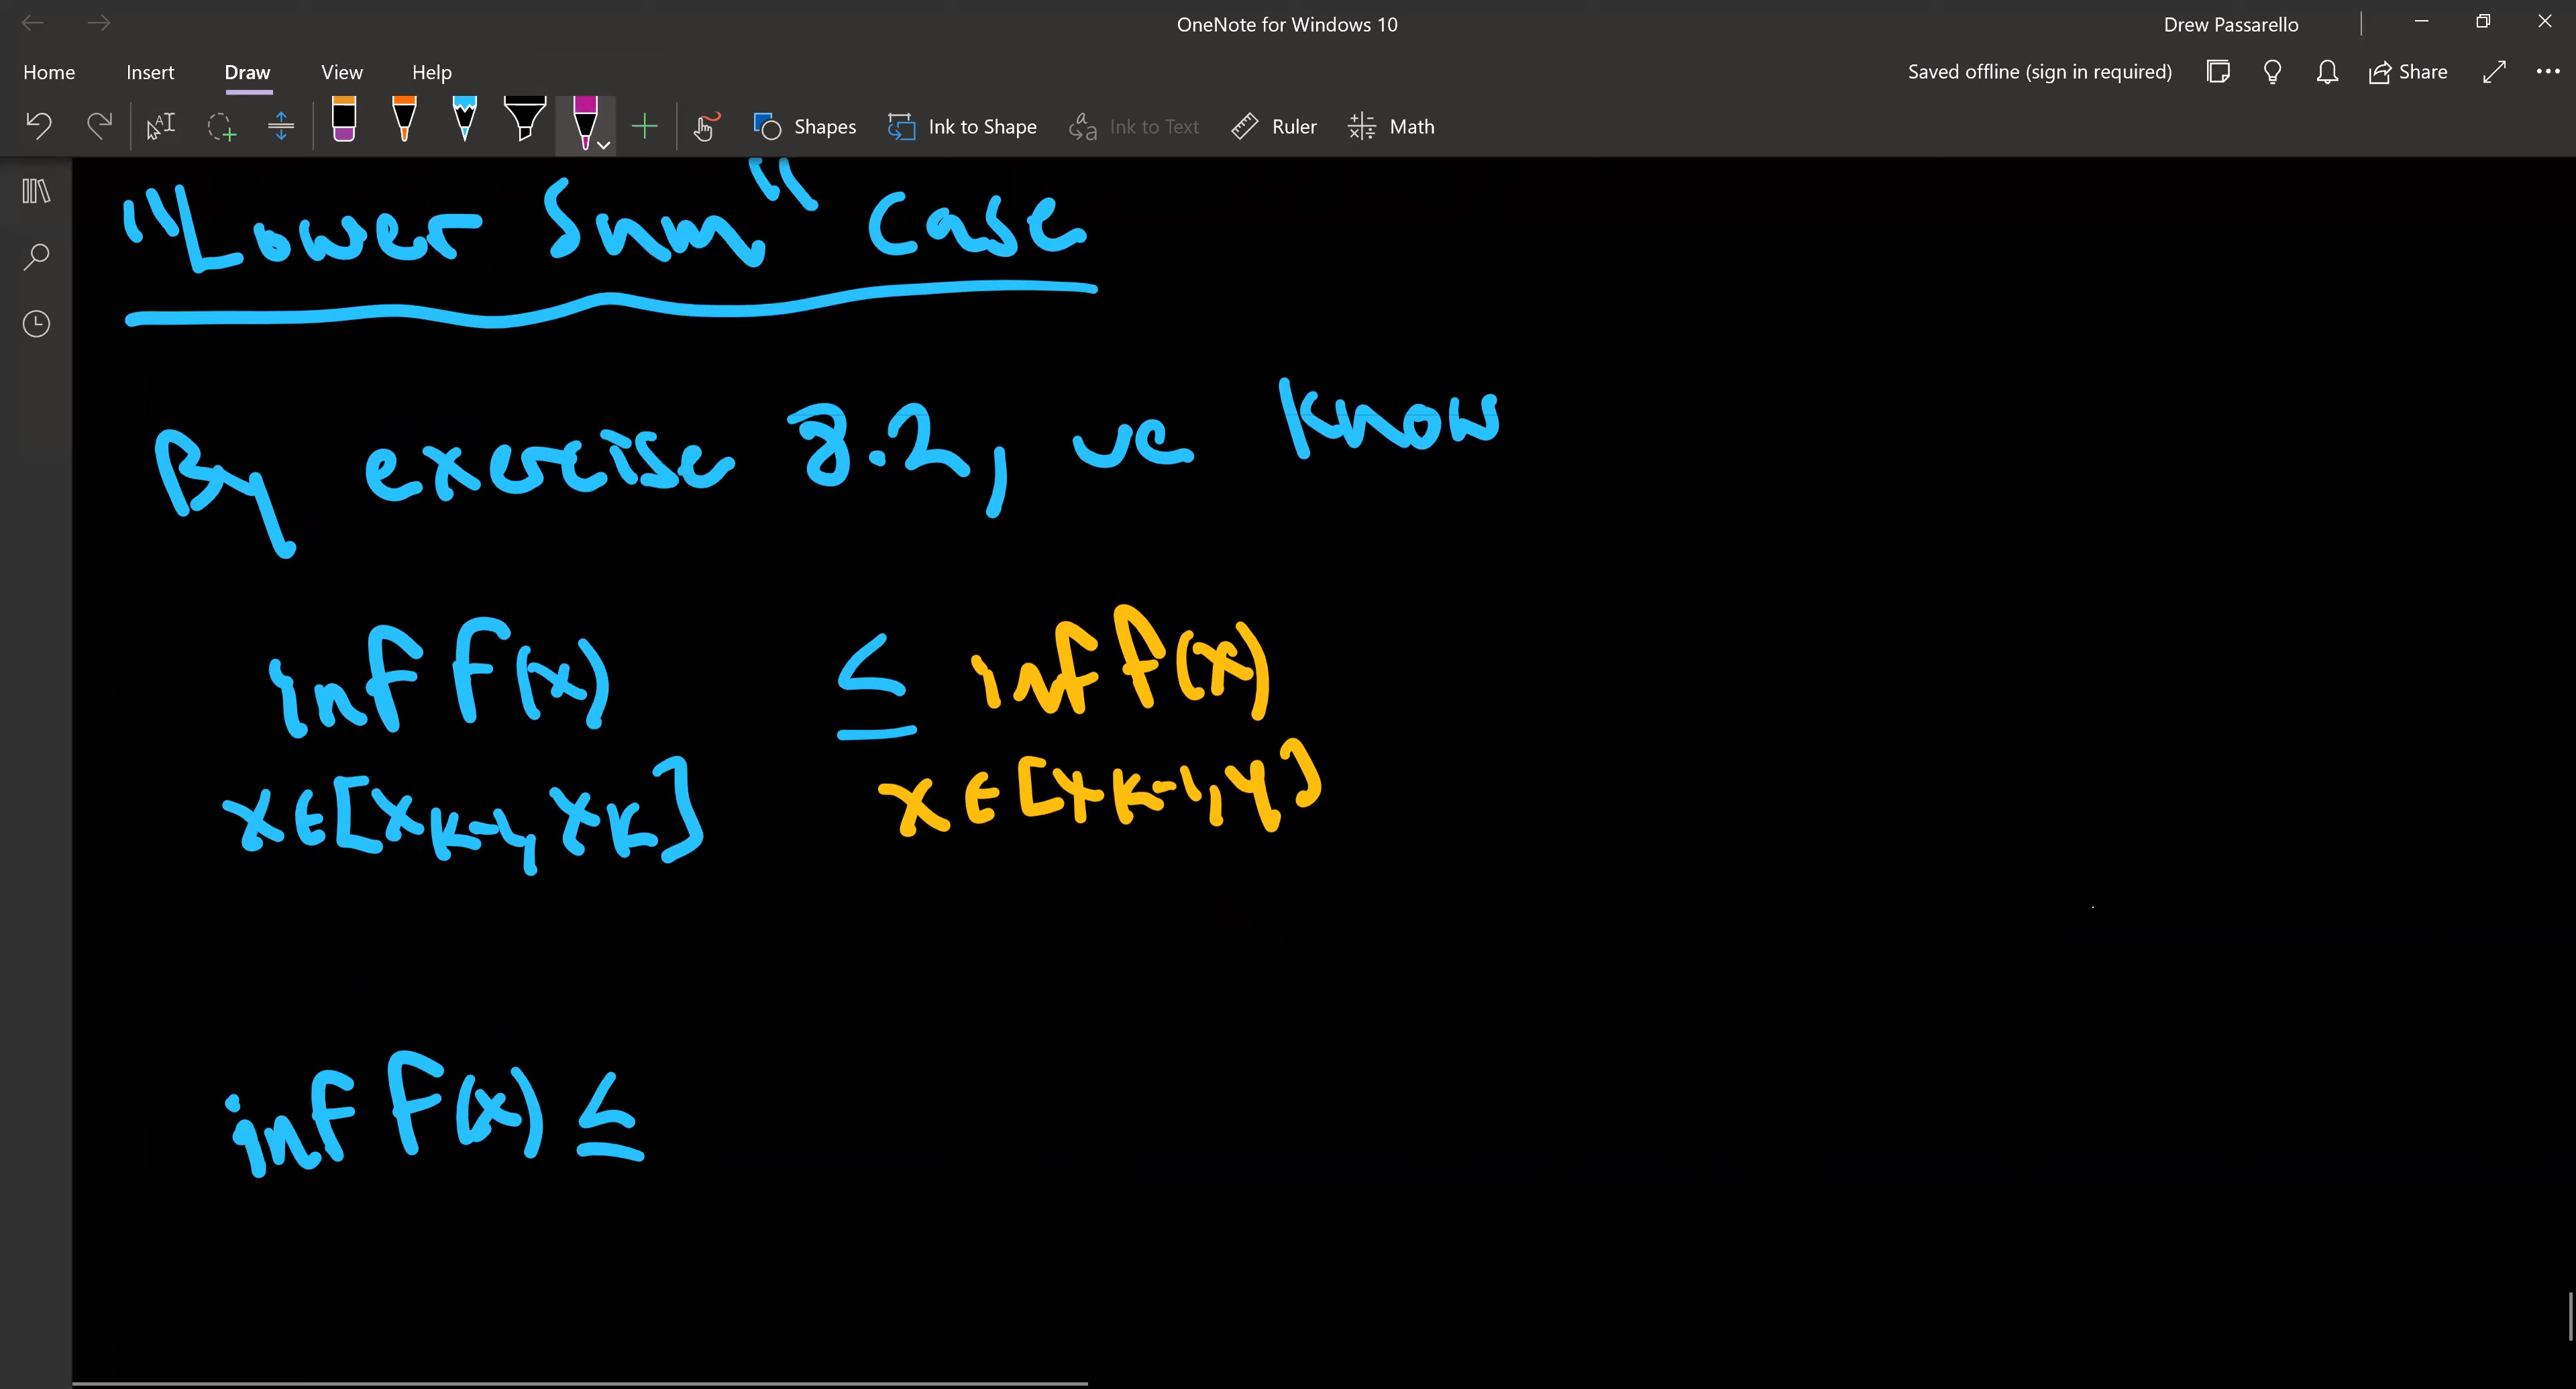 OneNote for Windows 10
Drew Passarello
Home Insert Draw View Help
Saved offline (sign in required) Share
Shapes Ink to Shape Ink to Text Ruler Math
"Lower Sum" Case
By exercise 8.2, we know
inf f(x) ≤ inf f(x)
x∈[xK-1, xK] x∈[xK-1, y]
inf f(x) ≤